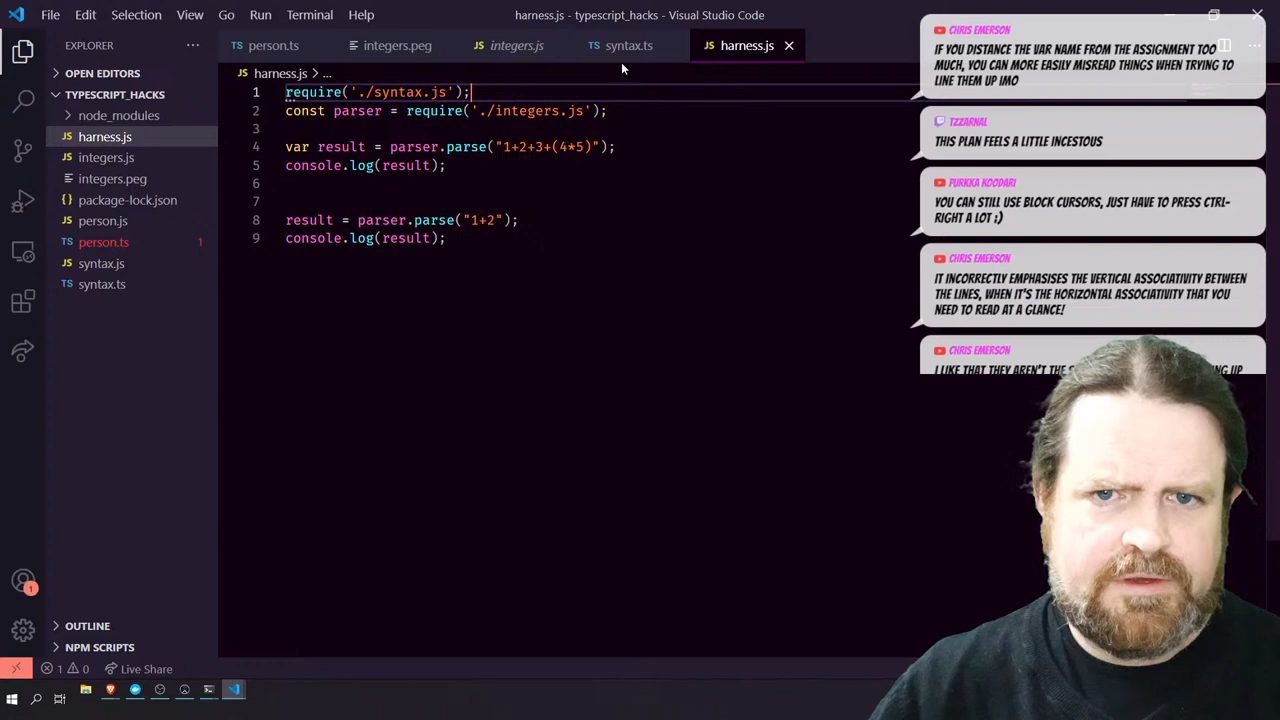 File Edit Selection View Go Run Terminal Help
harness.js - typescript_hacks - Visual Studio Code
EXPLORER
OPEN EDITORS
TYPESCRIPT_HACKS
node_modules
harness.js
integers.js
integers.peg
package-lock.json
person.js
person.ts 1
syntax.js
syntax.ts
OUTLINE
NPM SCRIPTS
person.ts integers.peg integers.js syntax.ts harness.js
harness.js > ...
1 require('./syntax.js');
2 const parser = require('./integers.js');
3
4 var result = parser.parse("1+2+3+(4*5)");
5 console.log(result);
6
7
8 result = parser.parse("1+2");
9 console.log(result);
CHRIS EMERSON
IF YOU DISTANCE THE VAR NAME FROM THE ASSIGNMENT TOO
MUCH, YOU CAN MORE EASILY MISREAD THINGS WHEN TRYING TO
LINE THEM UP IMO
TZZARNAL
THIS PLAN FEELS A LITTLE INCESTOUS
PURKKA KOODARI
YOU CAN STILL USE BLOCK CURSORS, JUST HAVE TO PRESS CTRL-
RIGHT A LOT ;)
CHRIS EMERSON
IT INCORRECTLY EMPHASISES THE VERTICAL ASSOCIATIVITY BETWEEN
THE LINES, WHEN IT'S THE HORIZONTAL ASSOCIATIVITY THAT YOU
NEED TO READ AT A GLANCE!
CHRIS EMERSON
I LIKE THAT THEY AREN'T THE UP
1
1 0 Live Share